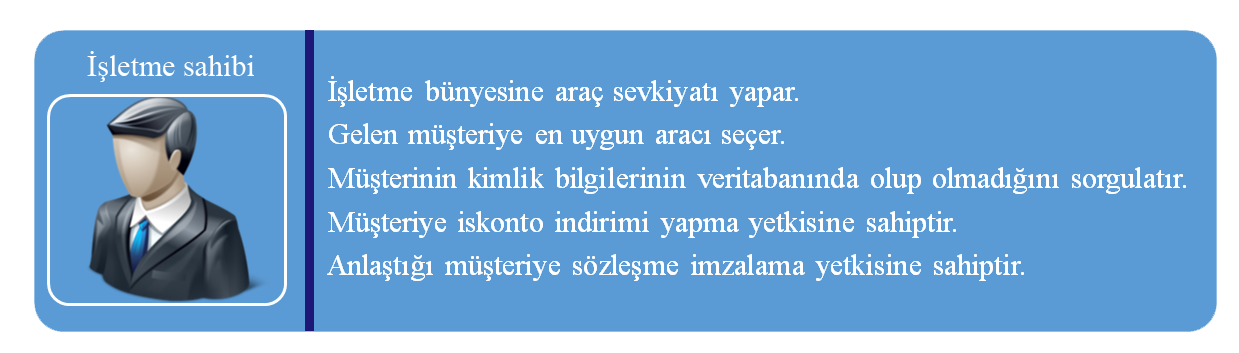 İşletme sahibi
İşletme bünyesine araç sevkiyatı yapar.
Gelen müşteriye en uygun aracı seçer.
Müşterinin kimlik bilgilerinin veritabanında olup olmadığını sorgulatır.
Müşteriye iskonto indirimi yapma yetkisine sahiptir.
Anlaştığı müşteriye sözleşme imzalama yetkisine sahiptir.